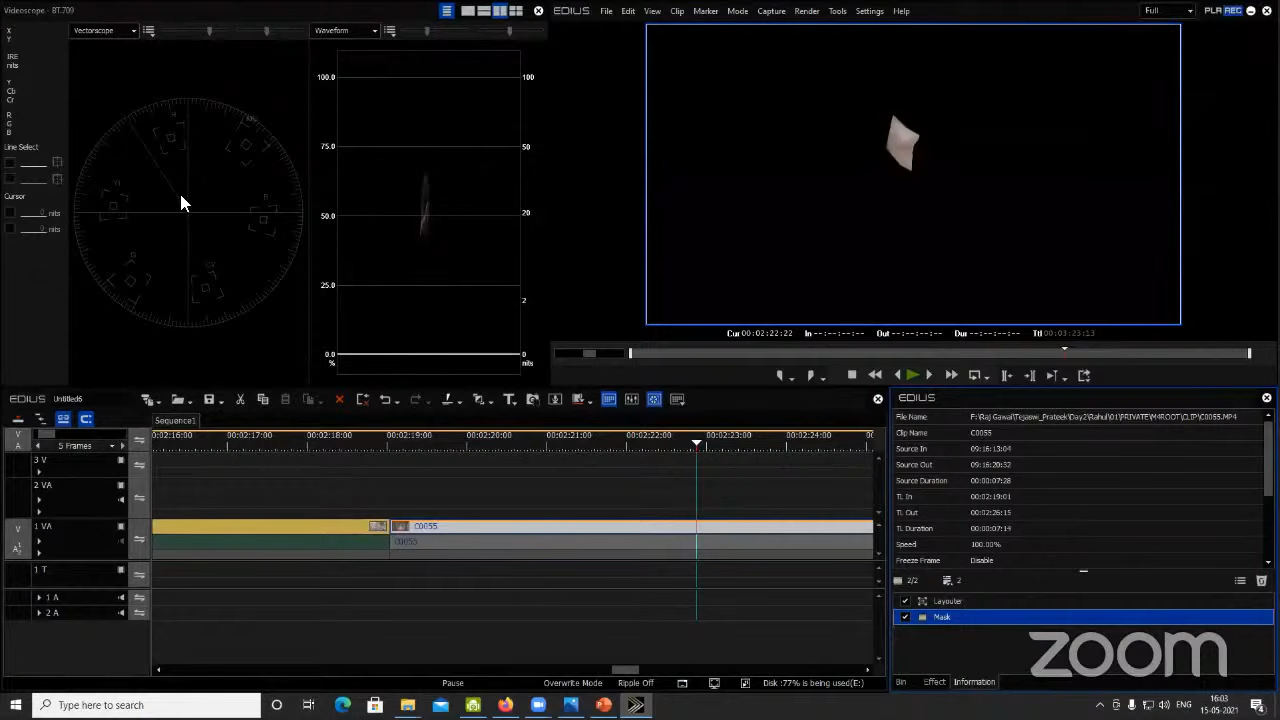 Videoscope - BT.709
EDIUS File Edit View Clip Marker Mode Capture Render Tools Settings Help Full PLR REC
X
Y
Vectorscope Waveform
IRE
nits
Y
Cb
Cr
R
G
B
Line Select
Cursor
0 nits
0 nits
100.0 100
75.0 50
50.0 20
25.0 2
0.0 0
% nits
Cur 00:02:22:22 In --:--:--:-- Out --:--:--:-- Dur --:--:--:-- Ttl 00:03:23:13
EDIUS Untitled6
Sequence1
5 Frames
0:02:16:00 00:02:17:00 00:02:18:00 00:02:19:00 00:02:20:00 00:02:21:00 00:02:22:00 00:02:23:00 00:02:24:00
V
A
3 V
2 VA
V 1 VA
C0055
C0055
1 T
1 A
2 A
EDIUS
File Name F:\Raj Gawai\Tejaswi_Prateek\Day2\Rahul\01\PRIVATE\M4ROOT\CLIP\C0055.MP4
Clip Name C0055
Source In 09:16:13:04
Source Out 09:16:20:32
Source Duration 00:00:07:28
TL In 00:02:19:01
TL Out 00:02:26:15
TL Duration 00:00:07:14
Speed 100.00%
Freeze Frame Disable
2/2 2
Layouter
Mask
zoom
Bin Effect Information
Pause Overwrite Mode Ripple Off Disk :77% is being used(E:)
Type here to search
ENG
16:03
15-05-2021